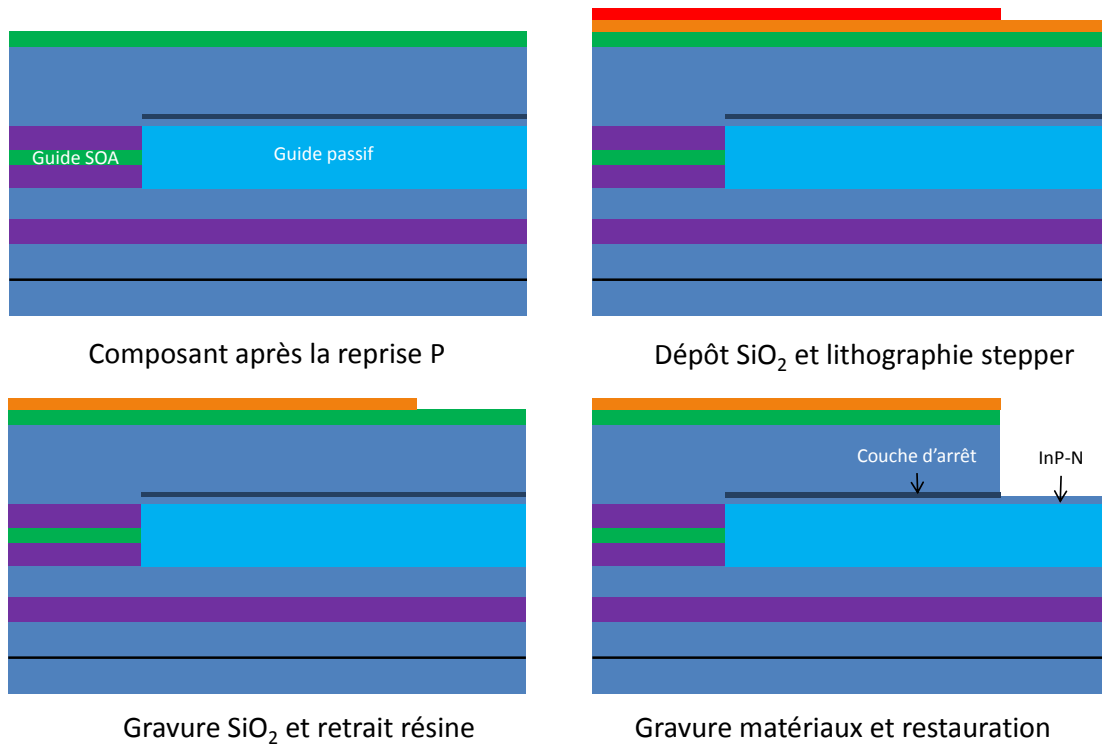 Guide SOA
Guide passif
Composant après la reprise P
Dépôt SiO₂ et lithographie stepper
Couche d'arrêt
InP-N
Gravure SiO₂ et retrait résine
Gravure matériaux et restauration